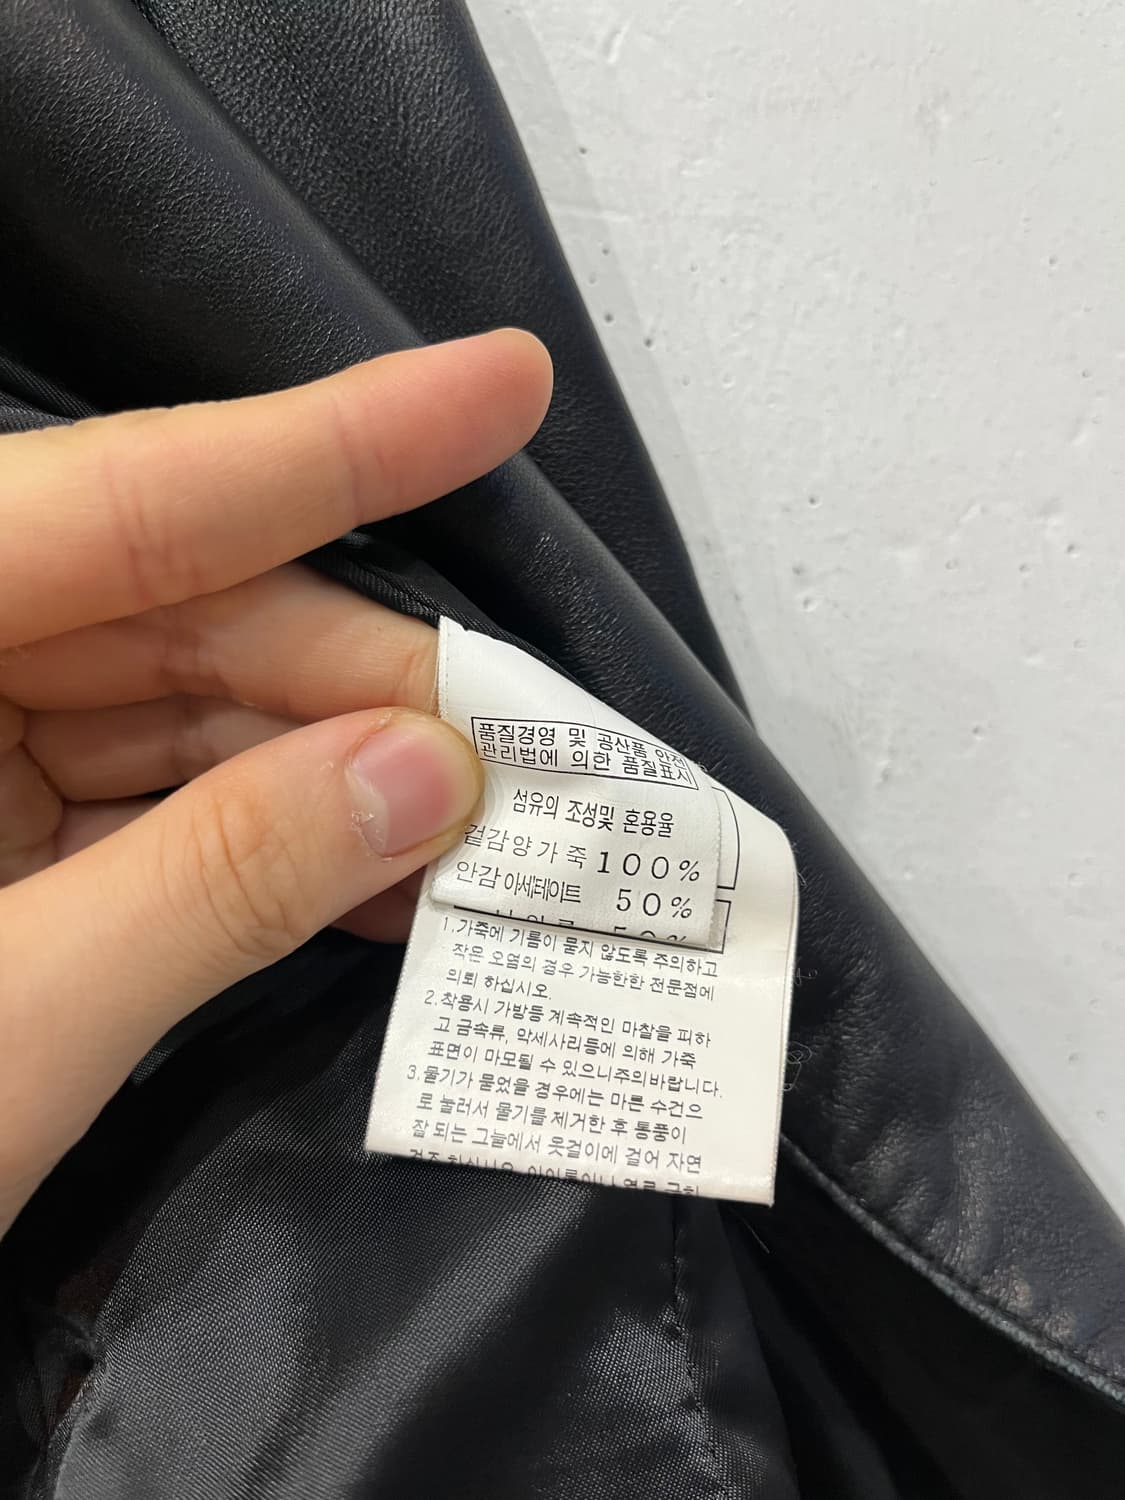 품질경영 및 공산품 안전
관리법에 의한 품질표시
섬유의 조성및 혼용율
겉감양가죽 100%
안감 아세테이트 50%
50%
1.가죽에 기름이 묻지 않도록 주의하고
작은 오염의 경우 가능한한 전문점에
의뢰 하십시오.
2.착용시 가방등 계속적인 마찰을 피하
고 금속류, 악세사리등에 의해 가죽
표면이 마모될 수 있으니주의바랍니다.
3.물기가 묻었을 경우에는 마른 수건으
로 눌러서 물기를 제거한 후 통풍이
잘 되는 그늘에서 옷걸이에 걸어 자연